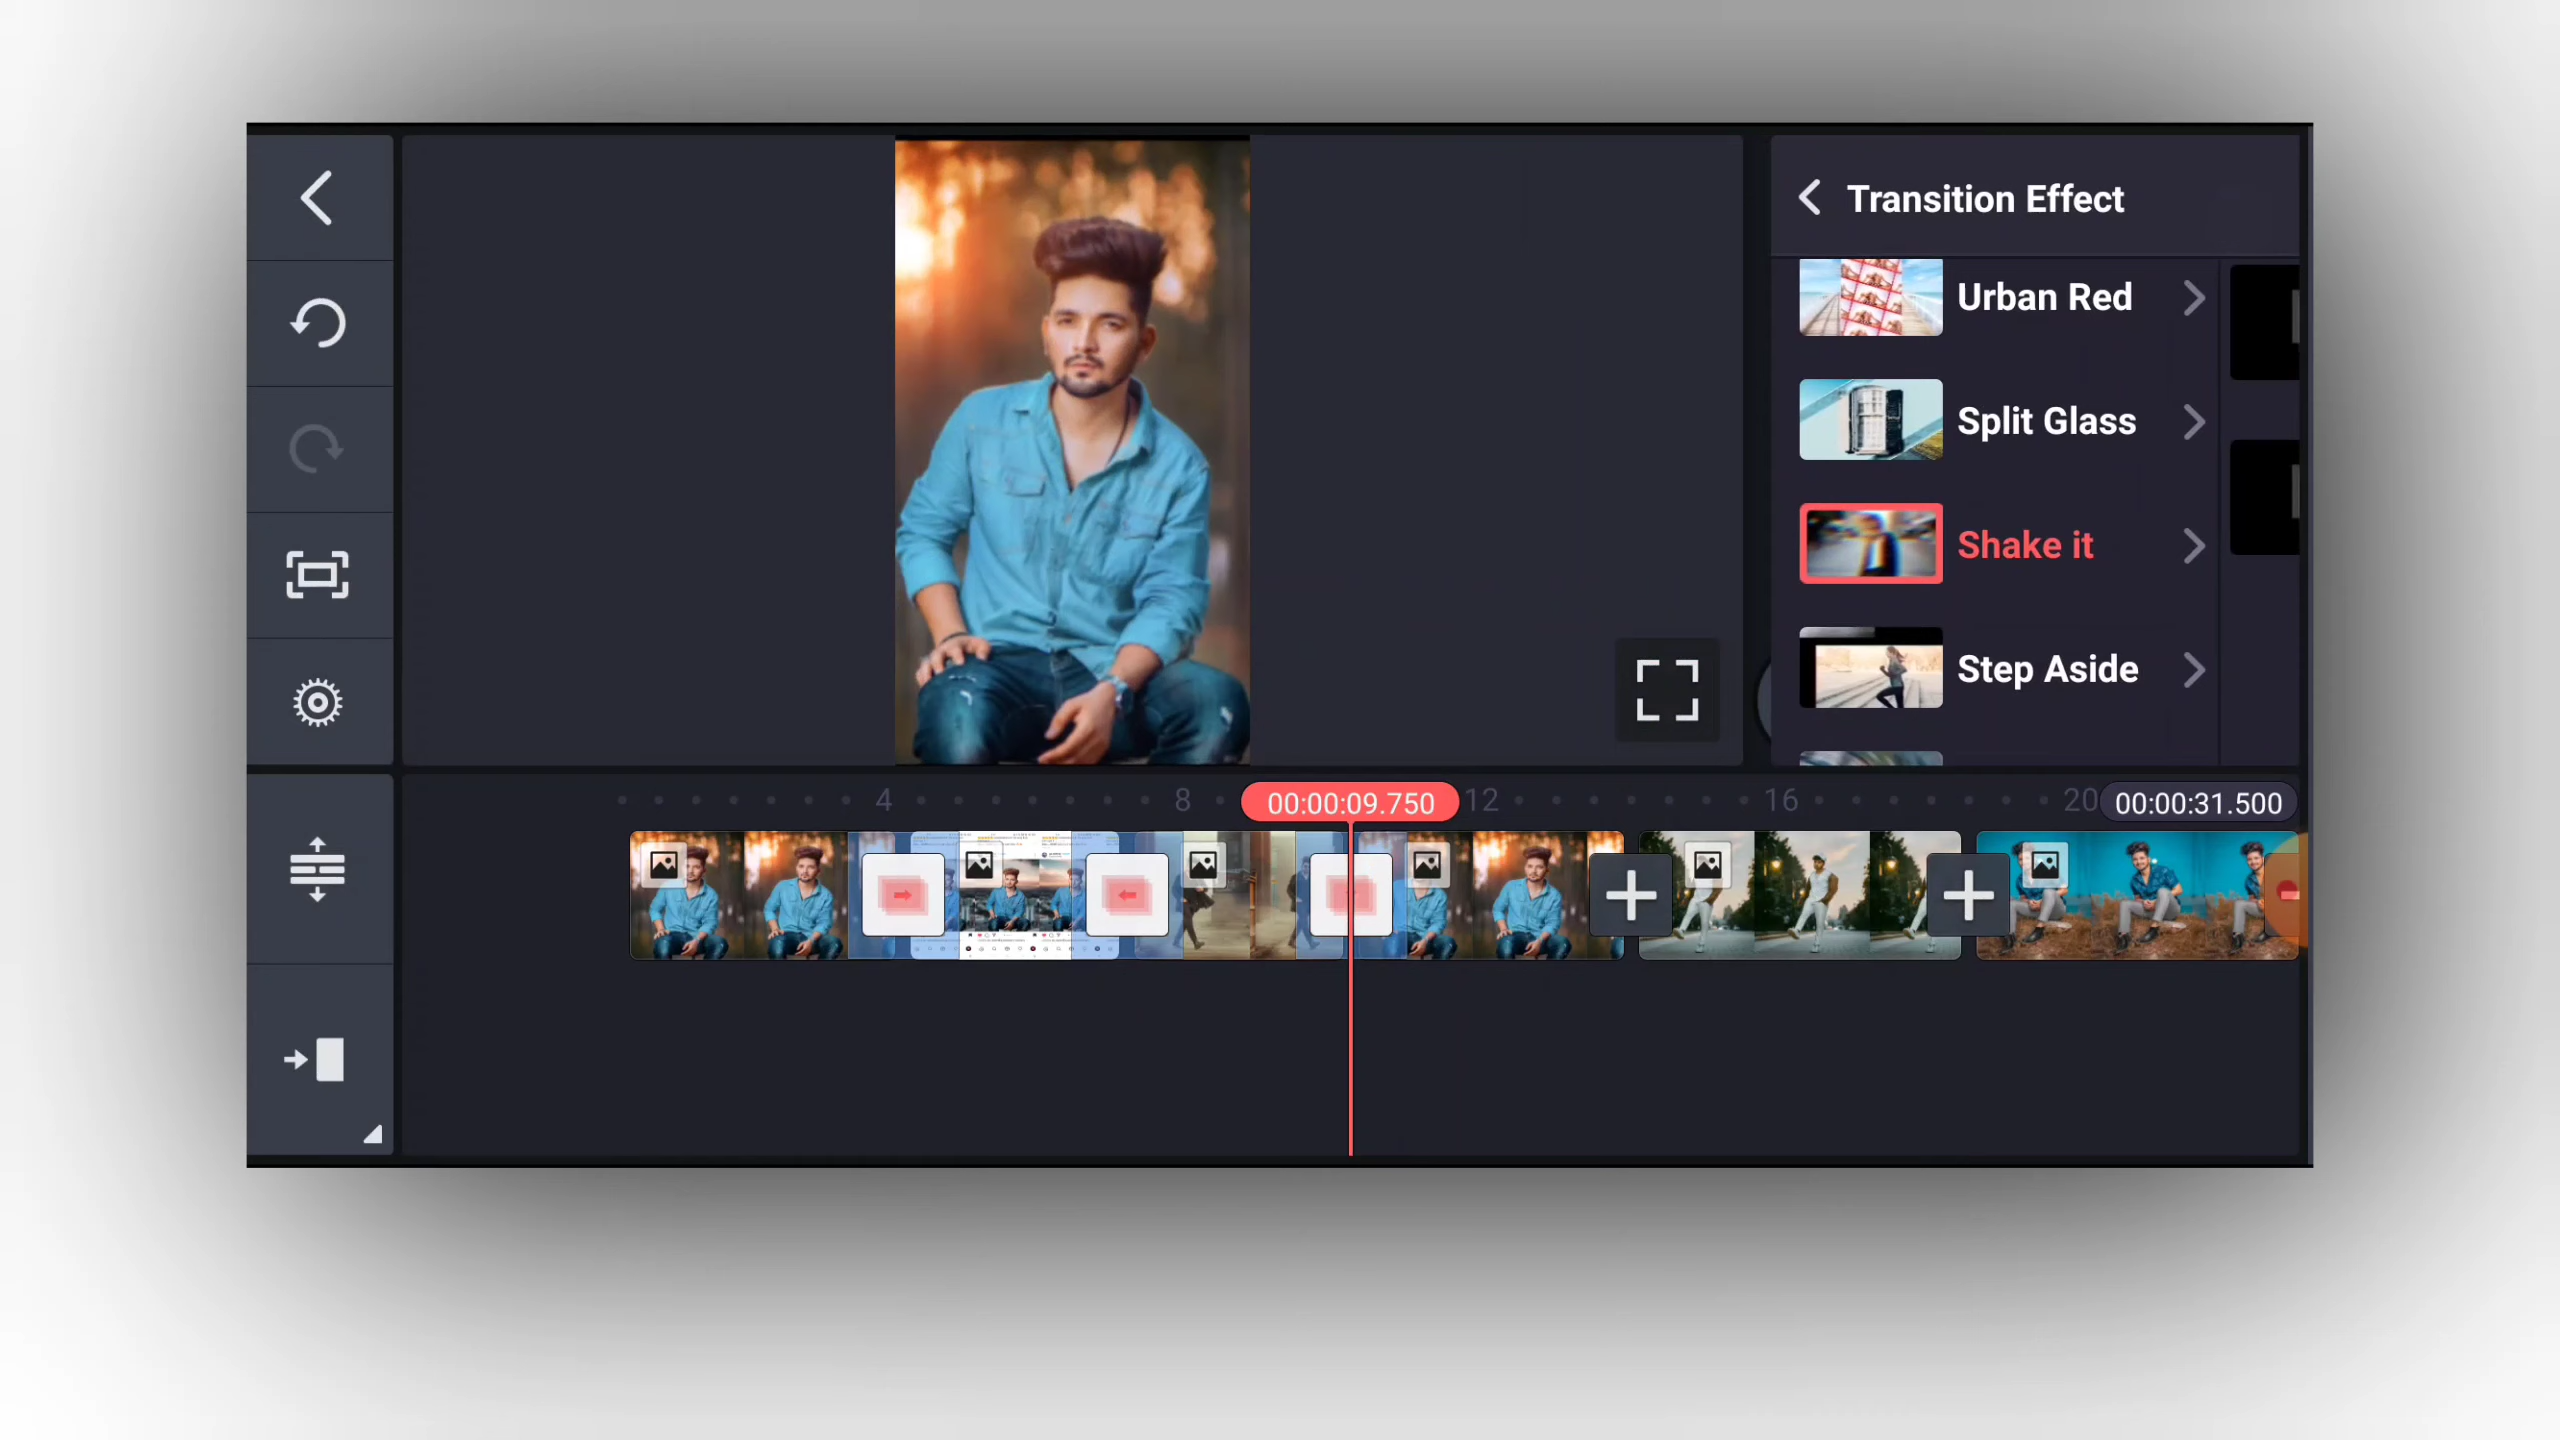 Transition Effect
Urban Red
Split Glass
Shake it
Step Aside
4
8
00:00:09.750
12
16
20
00:00:31.500